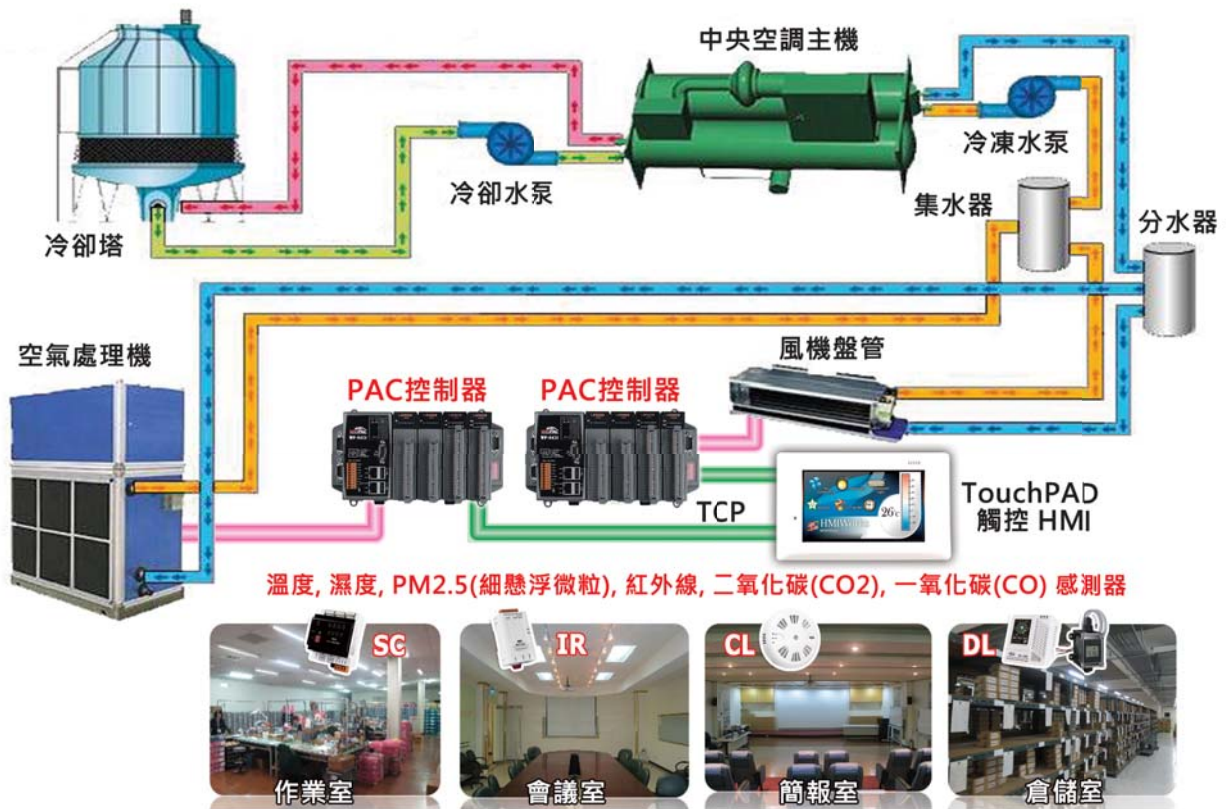 中央空調主機
冷凍水泵
冷卻水泵
集水器
分水器
冷卻塔
空氣處理機
風機盤管
PAC控制器
PAC控制器
TCP
26℃
HMIWorks
TouchPAD
觸控 HMI
溫度, 濕度, PM2.5(細懸浮微粒), 紅外線, 二氧化碳(CO2), 一氧化碳(CO) 感測器
SC
IR
CL
DL
作業室
會議室
簡報室
倉儲室